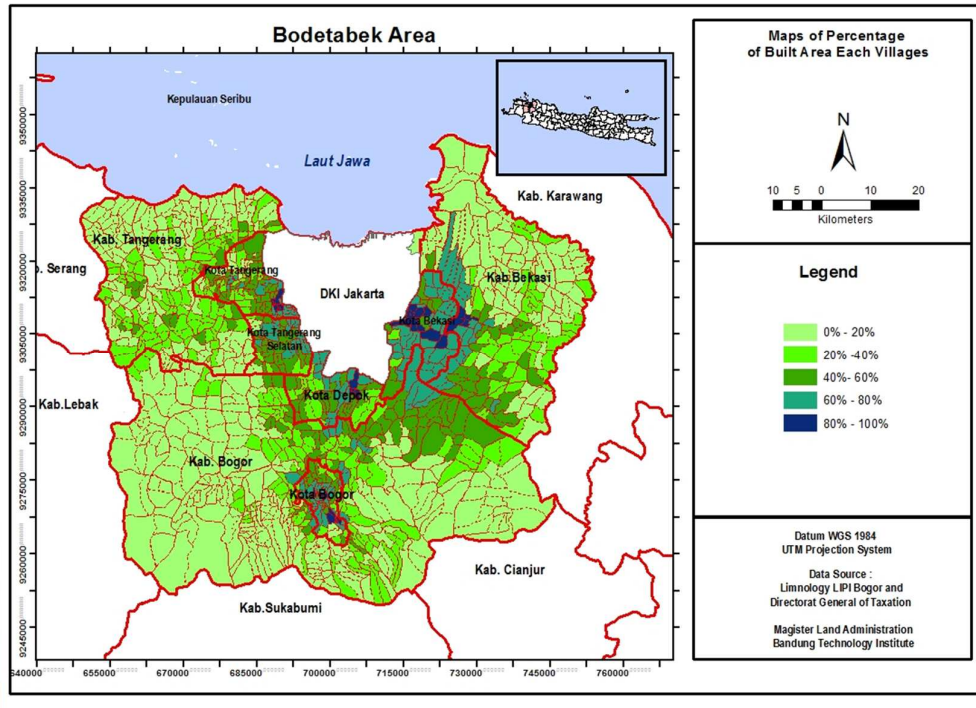 Bodetabek Area
Kepulauan Seribu
Laut Jawa
Kab. Karawang
Kab. Tangerang
Kota Tangerang
Serang
DKI Jakarta
Kab.Bekasi
Kota Bekasi
Kota Tangerang
Selatan
Kota Depok
Kab.Lebak
Kab. Bogor
Kota Bogor
Kab. Cianjur
Kab.Sukabumi
9350000
9335000
9320000
9305000
9290000
9275000
9260000
9245000
640000 655000 670000 685000 700000 715000 730000 745000 760000
Maps of Percentage
of Built Area Each Villages
N
10 5 0 10 20
Kilometers
Legend
0% - 20%
20% -40%
40%- 60%
60% - 80%
80% - 100%
Datum WGS 1984
UTM Projection System
Data Source :
Limnology LIPI Bogor and
Directorat General of Taxation
Magister Land Administration
Bandung Technology Institute